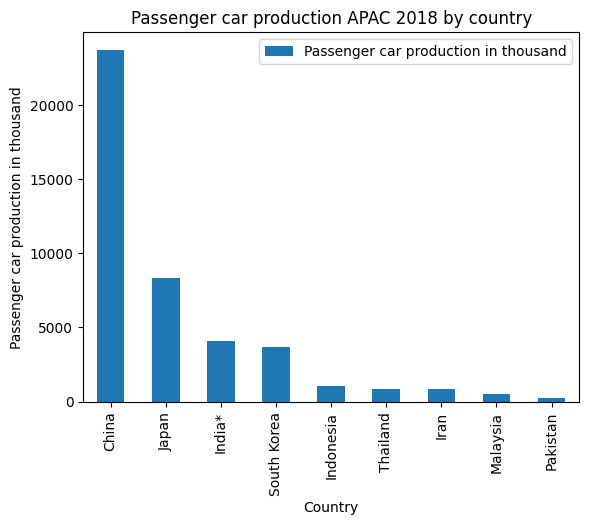 Passenger car production APAC 2018 by country
Passenger car production in thousand
Passenger car production in thousand
20000
15000
10000
5000
0
China
Japan
India*
South Korea
Indonesia
Thailand
Iran
Malaysia
Pakistan
Country